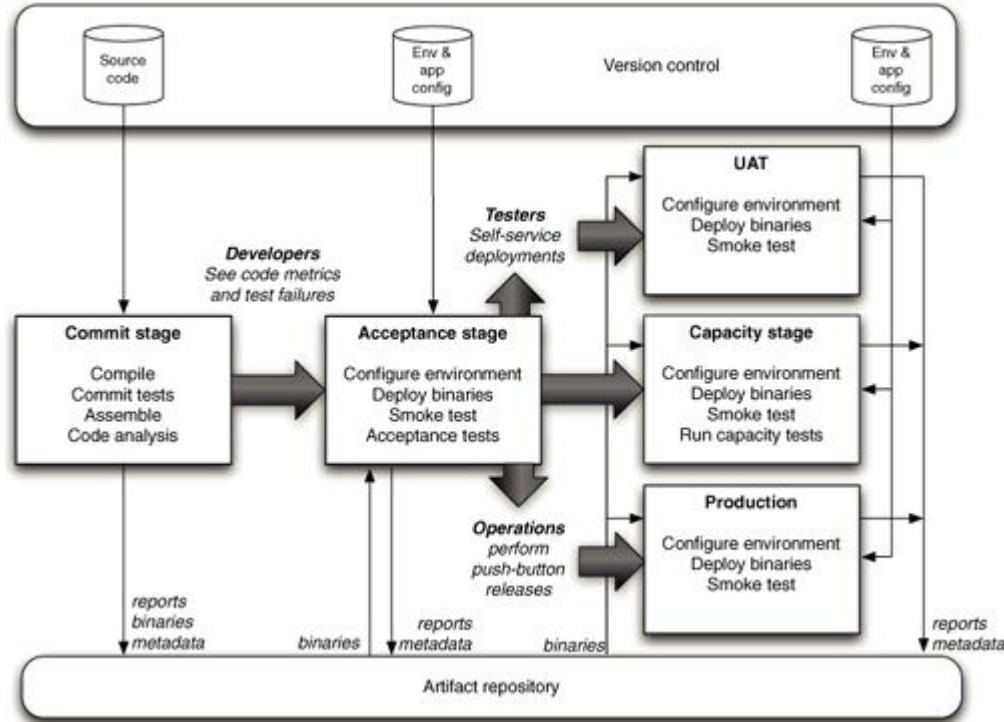 Source
code
Env &
app
config
Version control
Env &
app
config
UAT
Configure environment
Deploy binaries
Smoke test
Testers
Self-service
deployments
Developers
See code metrics
and test failures
Commit stage
Compile
Commit tests
Assemble
Code analysis
Acceptance stage
Configure environment
Deploy binaries
Smoke test
Acceptance tests
Capacity stage
Configure environment
Deploy binaries
Smoke test
Run capacity tests
Operations
perform
push-button
releases
Production
Configure environment
Deploy binaries
Smoke test
reports
binaries
metadata
binaries
reports
metadata
binaries
reports
metadata
Artifact repository